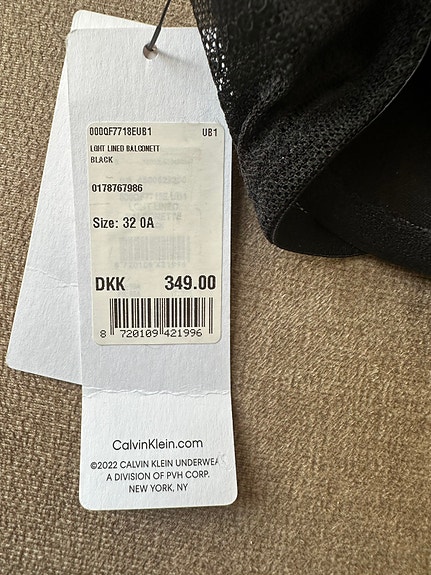 000QF7718EUB1 UB1
LGHT LINED BALCONETT
BLACK
0178767986
Size: 32 0A
DKK 349.00
8 720109 421996
CalvinKlein.com
©2022 CALVIN KLEIN UNDERWEAR
A DIVISION OF PVH CORP.
NEW YORK, NY